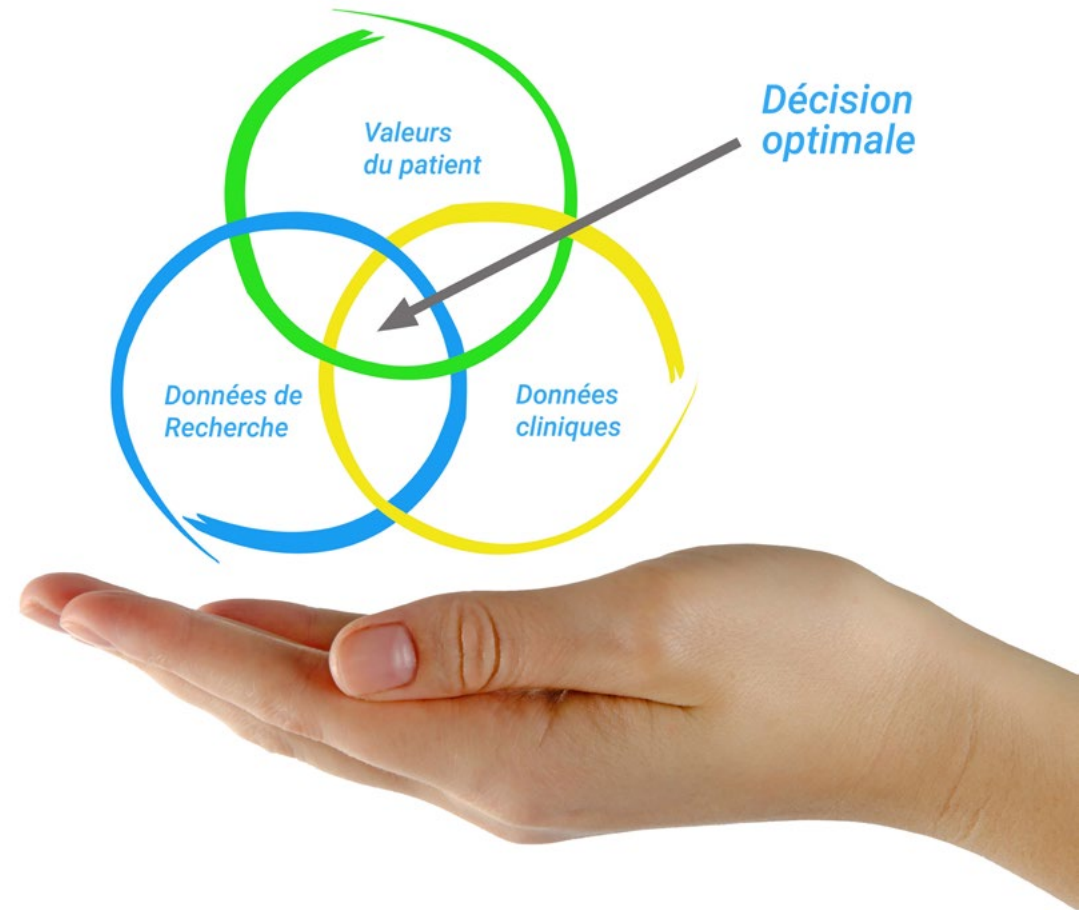 Valeurs
du patient
Décision
optimale
Données de
Recherche
Données
cliniques